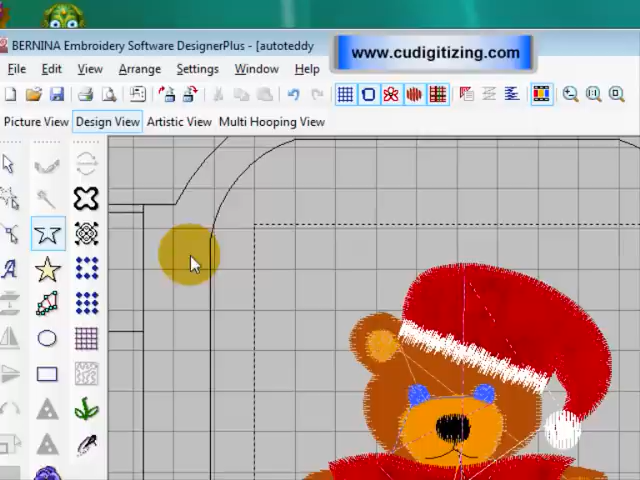 BERNINA Embroidery Software DesignerPlus - [autoteddy
www.cudigitizing.com
File Edit View Arrange Settings Window Help
Picture View Design View Artistic View Multi Hooping View
A